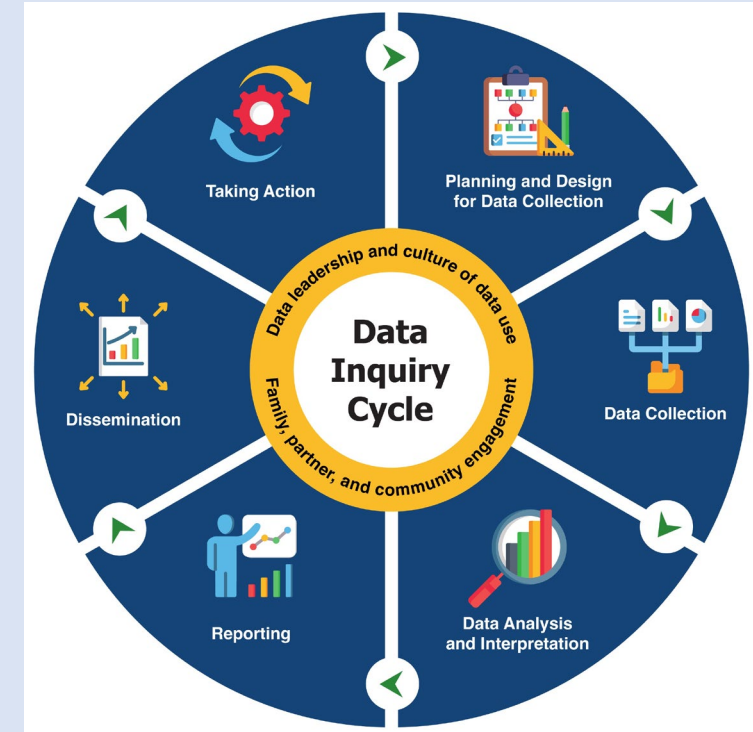 Taking Action
Planning and Design
for Data Collection
Data leadership and culture of data use
Data
Inquiry
Cycle
Family, partner, and community engagement
Dissemination
Data Collection
Reporting
Data Analysis
and Interpretation